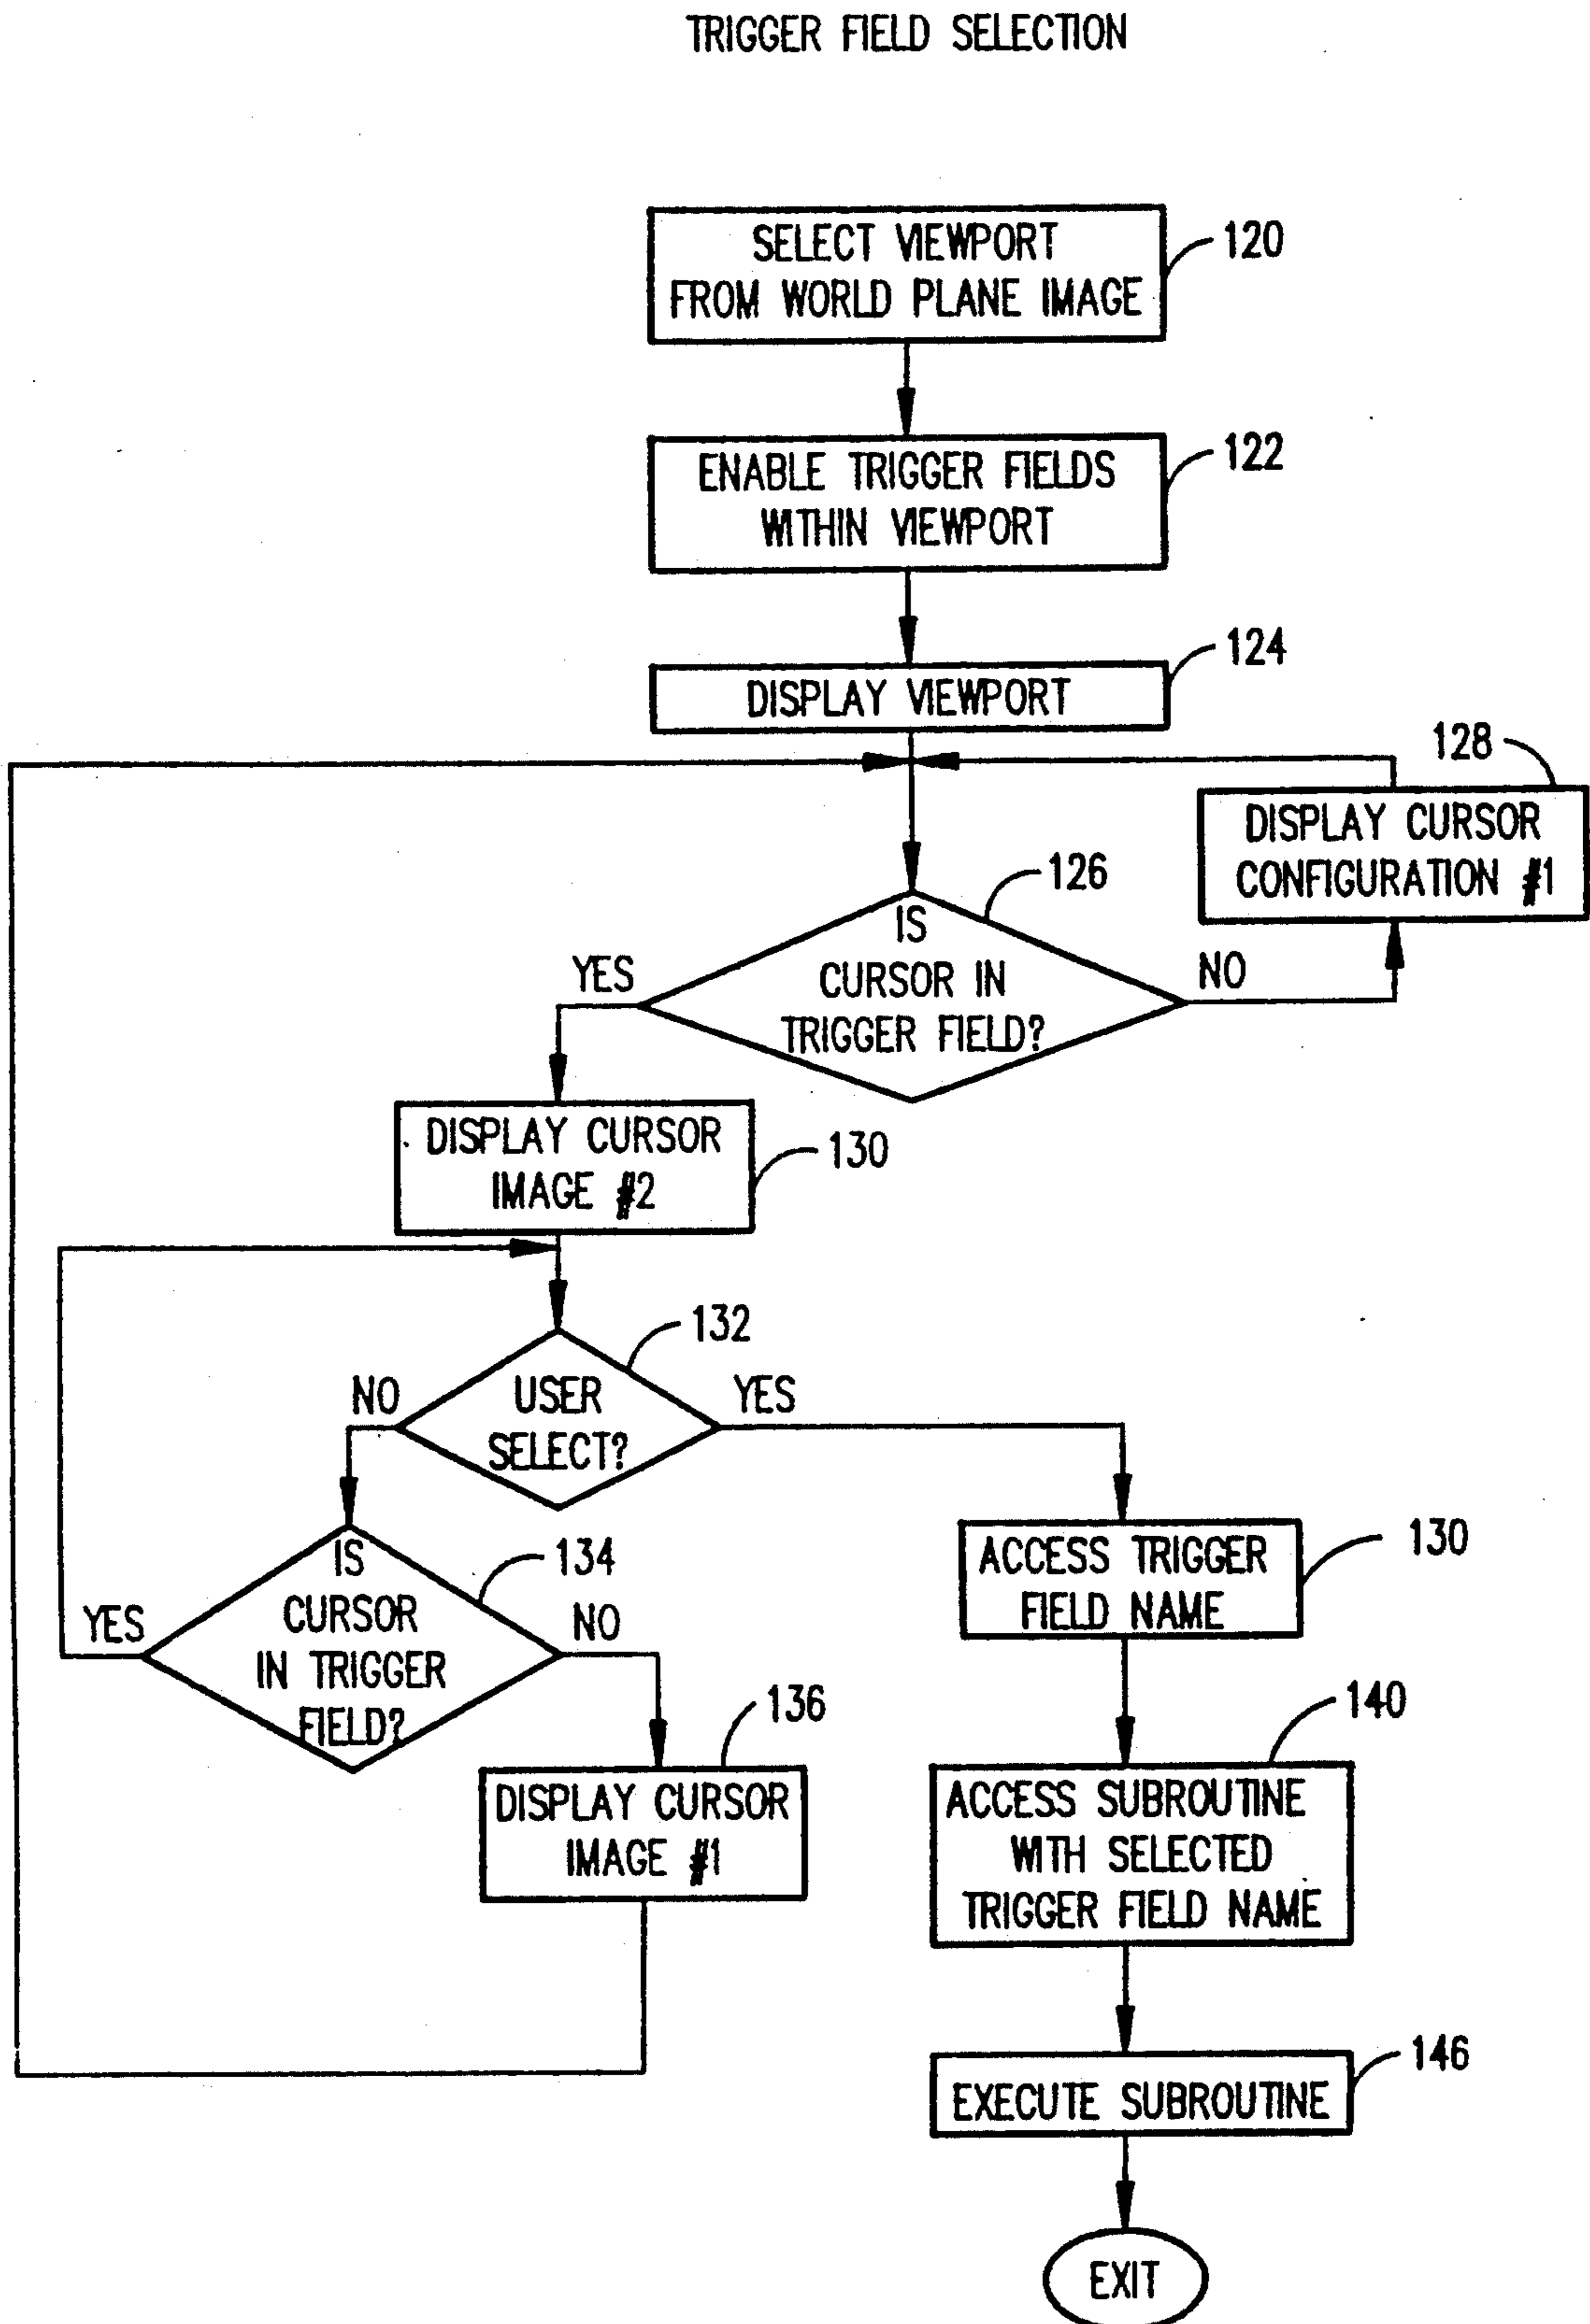 TRIGGER FIELD SELECTION
SELECT VIEWPORT
FROM WORLD PLANE IMAGE
120
ENABLE TRIGGER FIELDS
WITHIN VIEWPORT
122
DISPLAY VIEWPORT
124
128
DISPLAY CURSOR
CONFIGURATION #1
126
IS
CURSOR IN
TRIGGER FIELD?
YES
NO
DISPLAY CURSOR
IMAGE #2
130
132
USER
SELECT?
NO
YES
134
IS
CURSOR
IN TRIGGER
FIELD?
YES
NO
ACCESS TRIGGER
FIELD NAME
130
136
DISPLAY CURSOR
IMAGE #1
140
ACCESS SUBROUTINE
WITH SELECTED
TRIGGER FIELD NAME
146
EXECUTE SUBROUTINE
EXIT